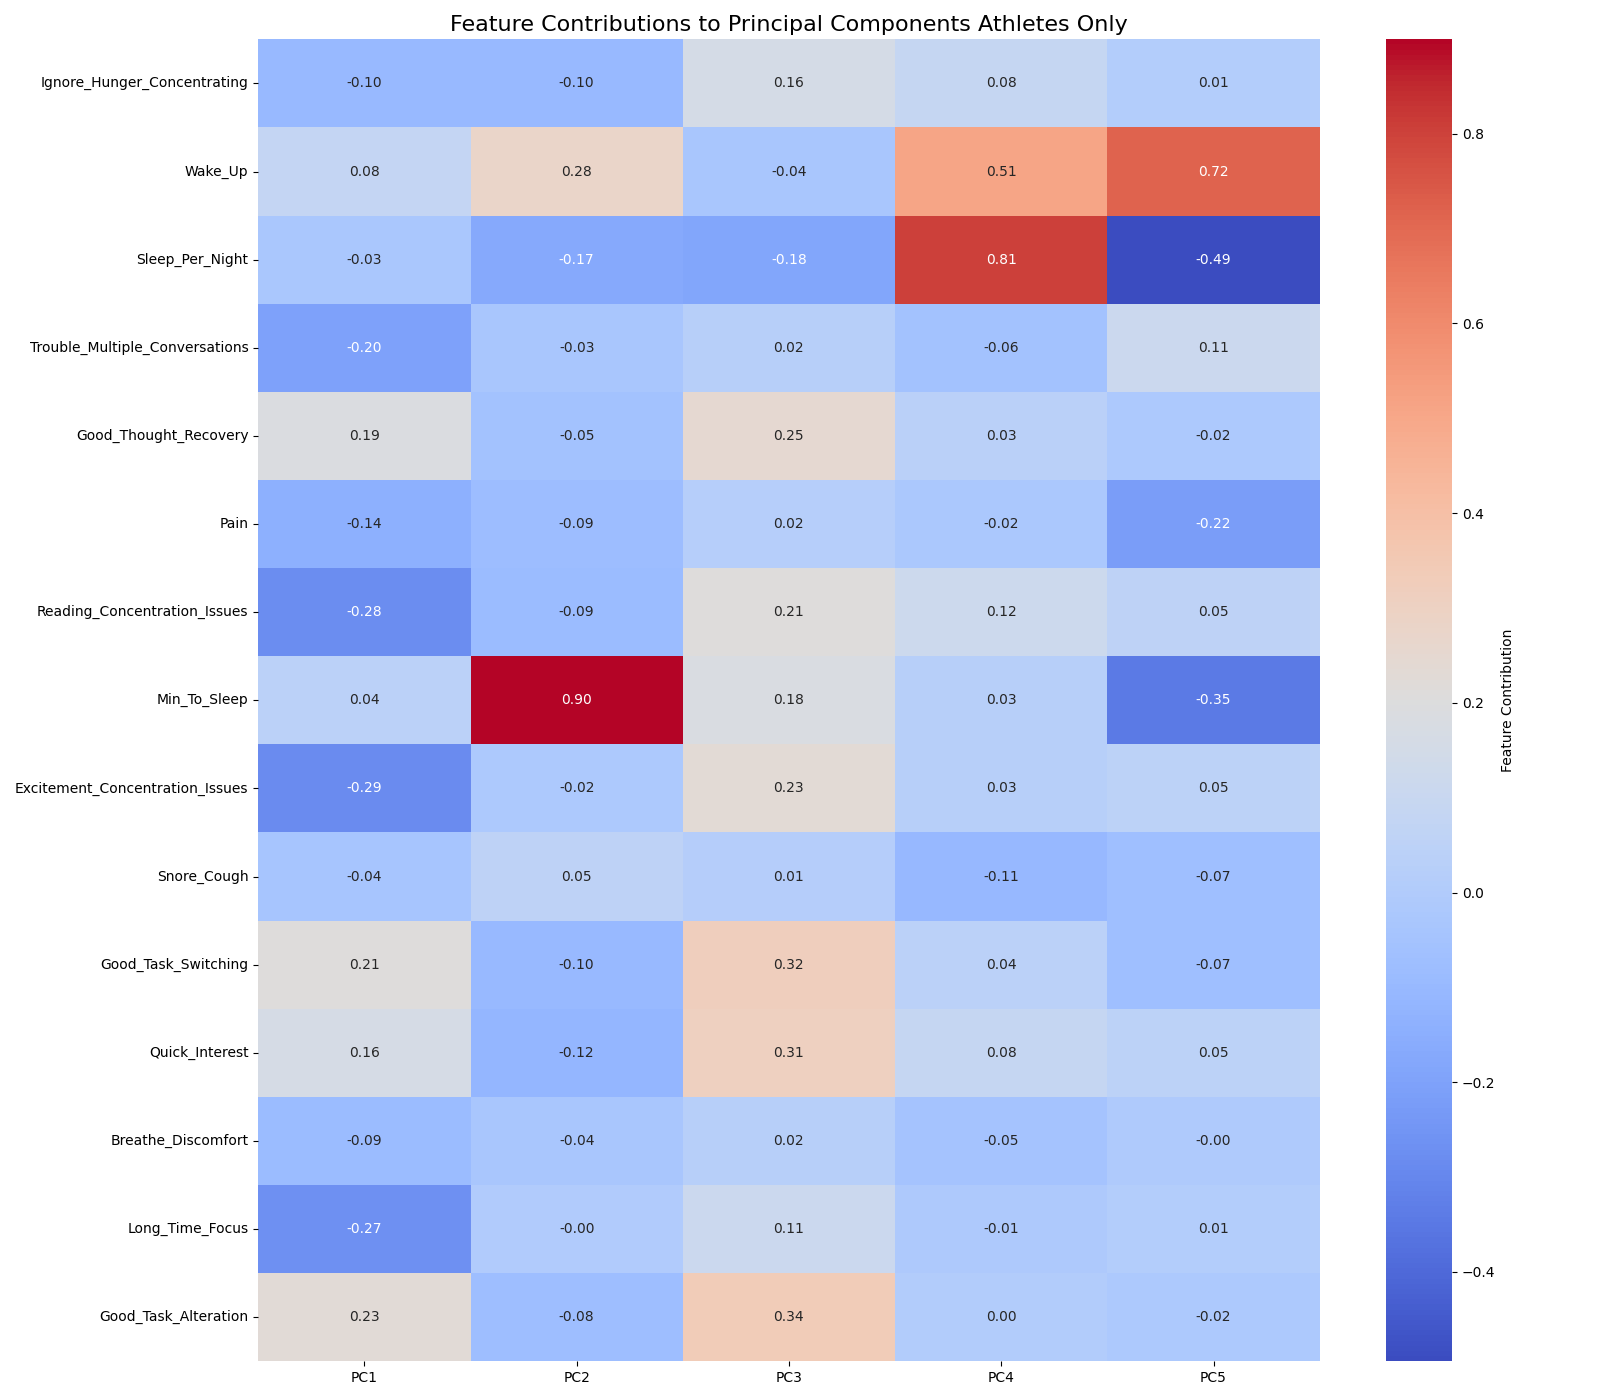 Feature Contributions to Principal Components Athletes Only
Ignore_Hunger_Concentrating -0.10 -0.10 0.16 0.08 0.01
Wake_Up 0.08 0.28 -0.04 0.51 0.72
Sleep_Per_Night -0.03 -0.17 -0.18 0.81 -0.49
Trouble_Multiple_Conversations -0.20 -0.03 0.02 -0.06 0.11
Good_Thought_Recovery 0.19 -0.05 0.25 0.03 -0.02
Pain -0.14 -0.09 0.02 -0.02 -0.22
Reading_Concentration_Issues -0.28 -0.09 0.21 0.12 0.05
Min_To_Sleep 0.04 0.90 0.18 0.03 -0.35
Excitement_Concentration_Issues -0.29 -0.02 0.23 0.03 0.05
Snore_Cough -0.04 0.05 0.01 -0.11 -0.07
Good_Task_Switching 0.21 -0.10 0.32 0.04 -0.07
Quick_Interest 0.16 -0.12 0.31 0.08 0.05
Breathe_Discomfort -0.09 -0.04 0.02 -0.05 -0.00
Long_Time_Focus -0.27 -0.00 0.11 -0.01 0.01
Good_Task_Alteration 0.23 -0.08 0.34 0.00 -0.02
PC1 PC2 PC3 PC4 PC5
0.8
0.6
0.4
0.2
0.0
−0.2
−0.4
Feature Contribution